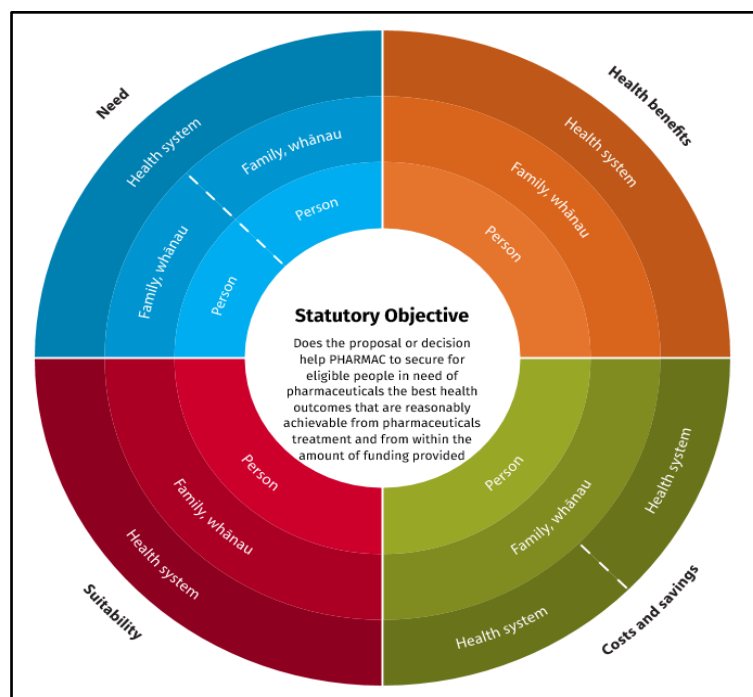 Need
Health system
Family, whānau
Person
Family, whānau
Person
Health benefits
Health system
Family, whānau
Person
Statutory Objective
Does the proposal or decision
help PHARMAC to secure for
eligible people in need of
pharmaceuticals the best health
outcomes that are reasonably
achievable from pharmaceuticals
treatment and from within the
amount of funding provided
Person
Family, whānau
Health system
Suitability
Person
Family, whānau
Health system
Health system
Costs and savings